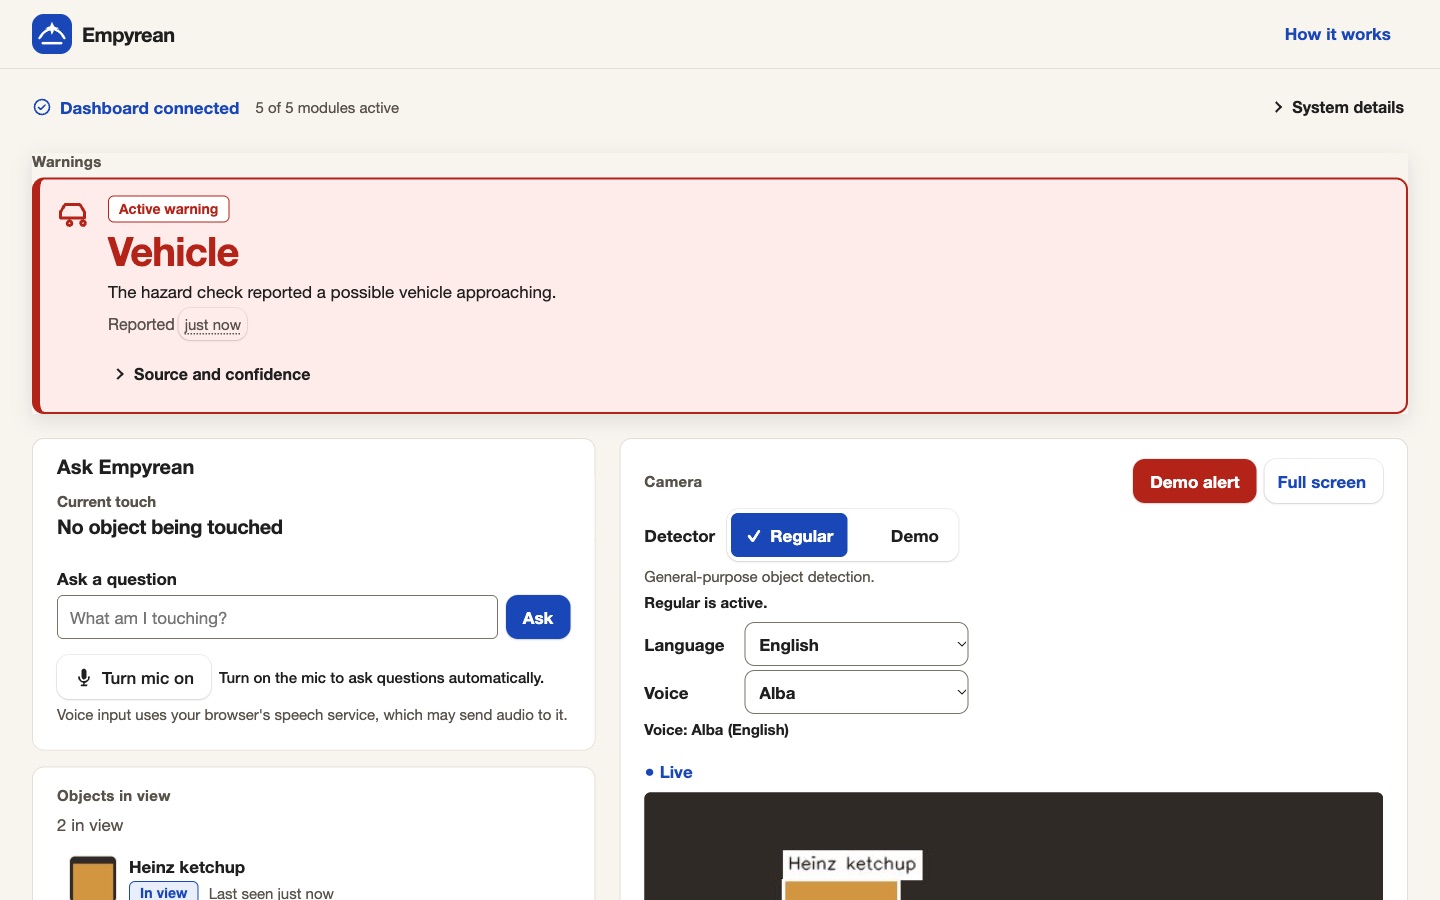 Empyrean
How it works
Dashboard connected
5 of 5 modules active
System details
Warnings
Active warning
Vehicle
The hazard check reported a possible vehicle approaching.
Reported just now
Source and confidence
Ask Empyrean
Current touch
No object being touched
Ask a question
What am I touching?
Ask
Turn mic on
Turn on the mic to ask questions automatically.
Voice input uses your browser's speech service, which may send audio to it.
Objects in view
2 in view
Heinz ketchup
In view
Last seen just now
Camera
Demo alert
Full screen
Detector
Regular
Demo
General-purpose object detection.
Regular is active.
Language
English
Voice
Alba
Voice: Alba (English)
Live
Heinz ketchup